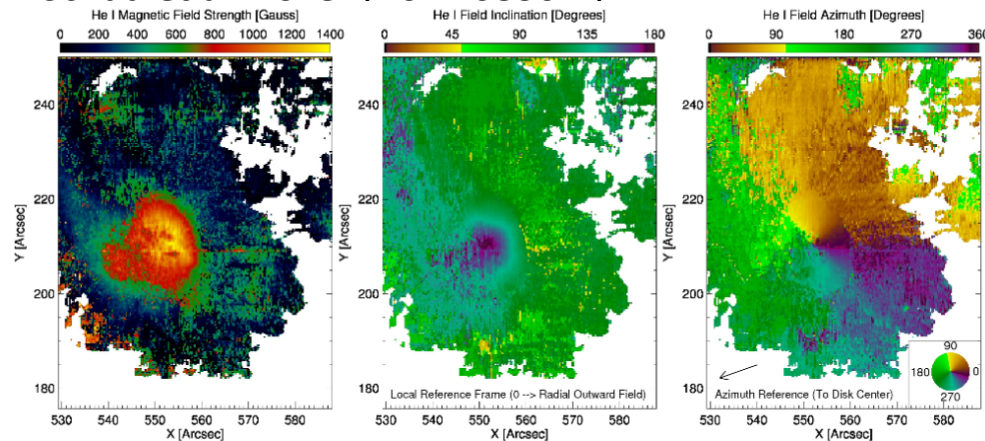 He I Magnetic Field Strength [Gauss]
0 200 400 600 800 1000 1200 1400
Y [Arcsec]
240
220
200
180
530 540 550 560 570 580
X [Arcsec]
He I Field Inclination [Degrees]
0 45 90 135 180
Y [Arcsec]
240
220
200
180
Local Reference Frame (0 --> Radial Outward Field)
530 540 550 560 570 580
X [Arcsec]
He I Field Azimuth [Degrees]
0 90 180 270 360
Y [Arcsec]
240
220
200
180
90
180 0
270
Azimuth Reference (To Disk Center)
530 540 550 560 570 580
X [Arcsec]